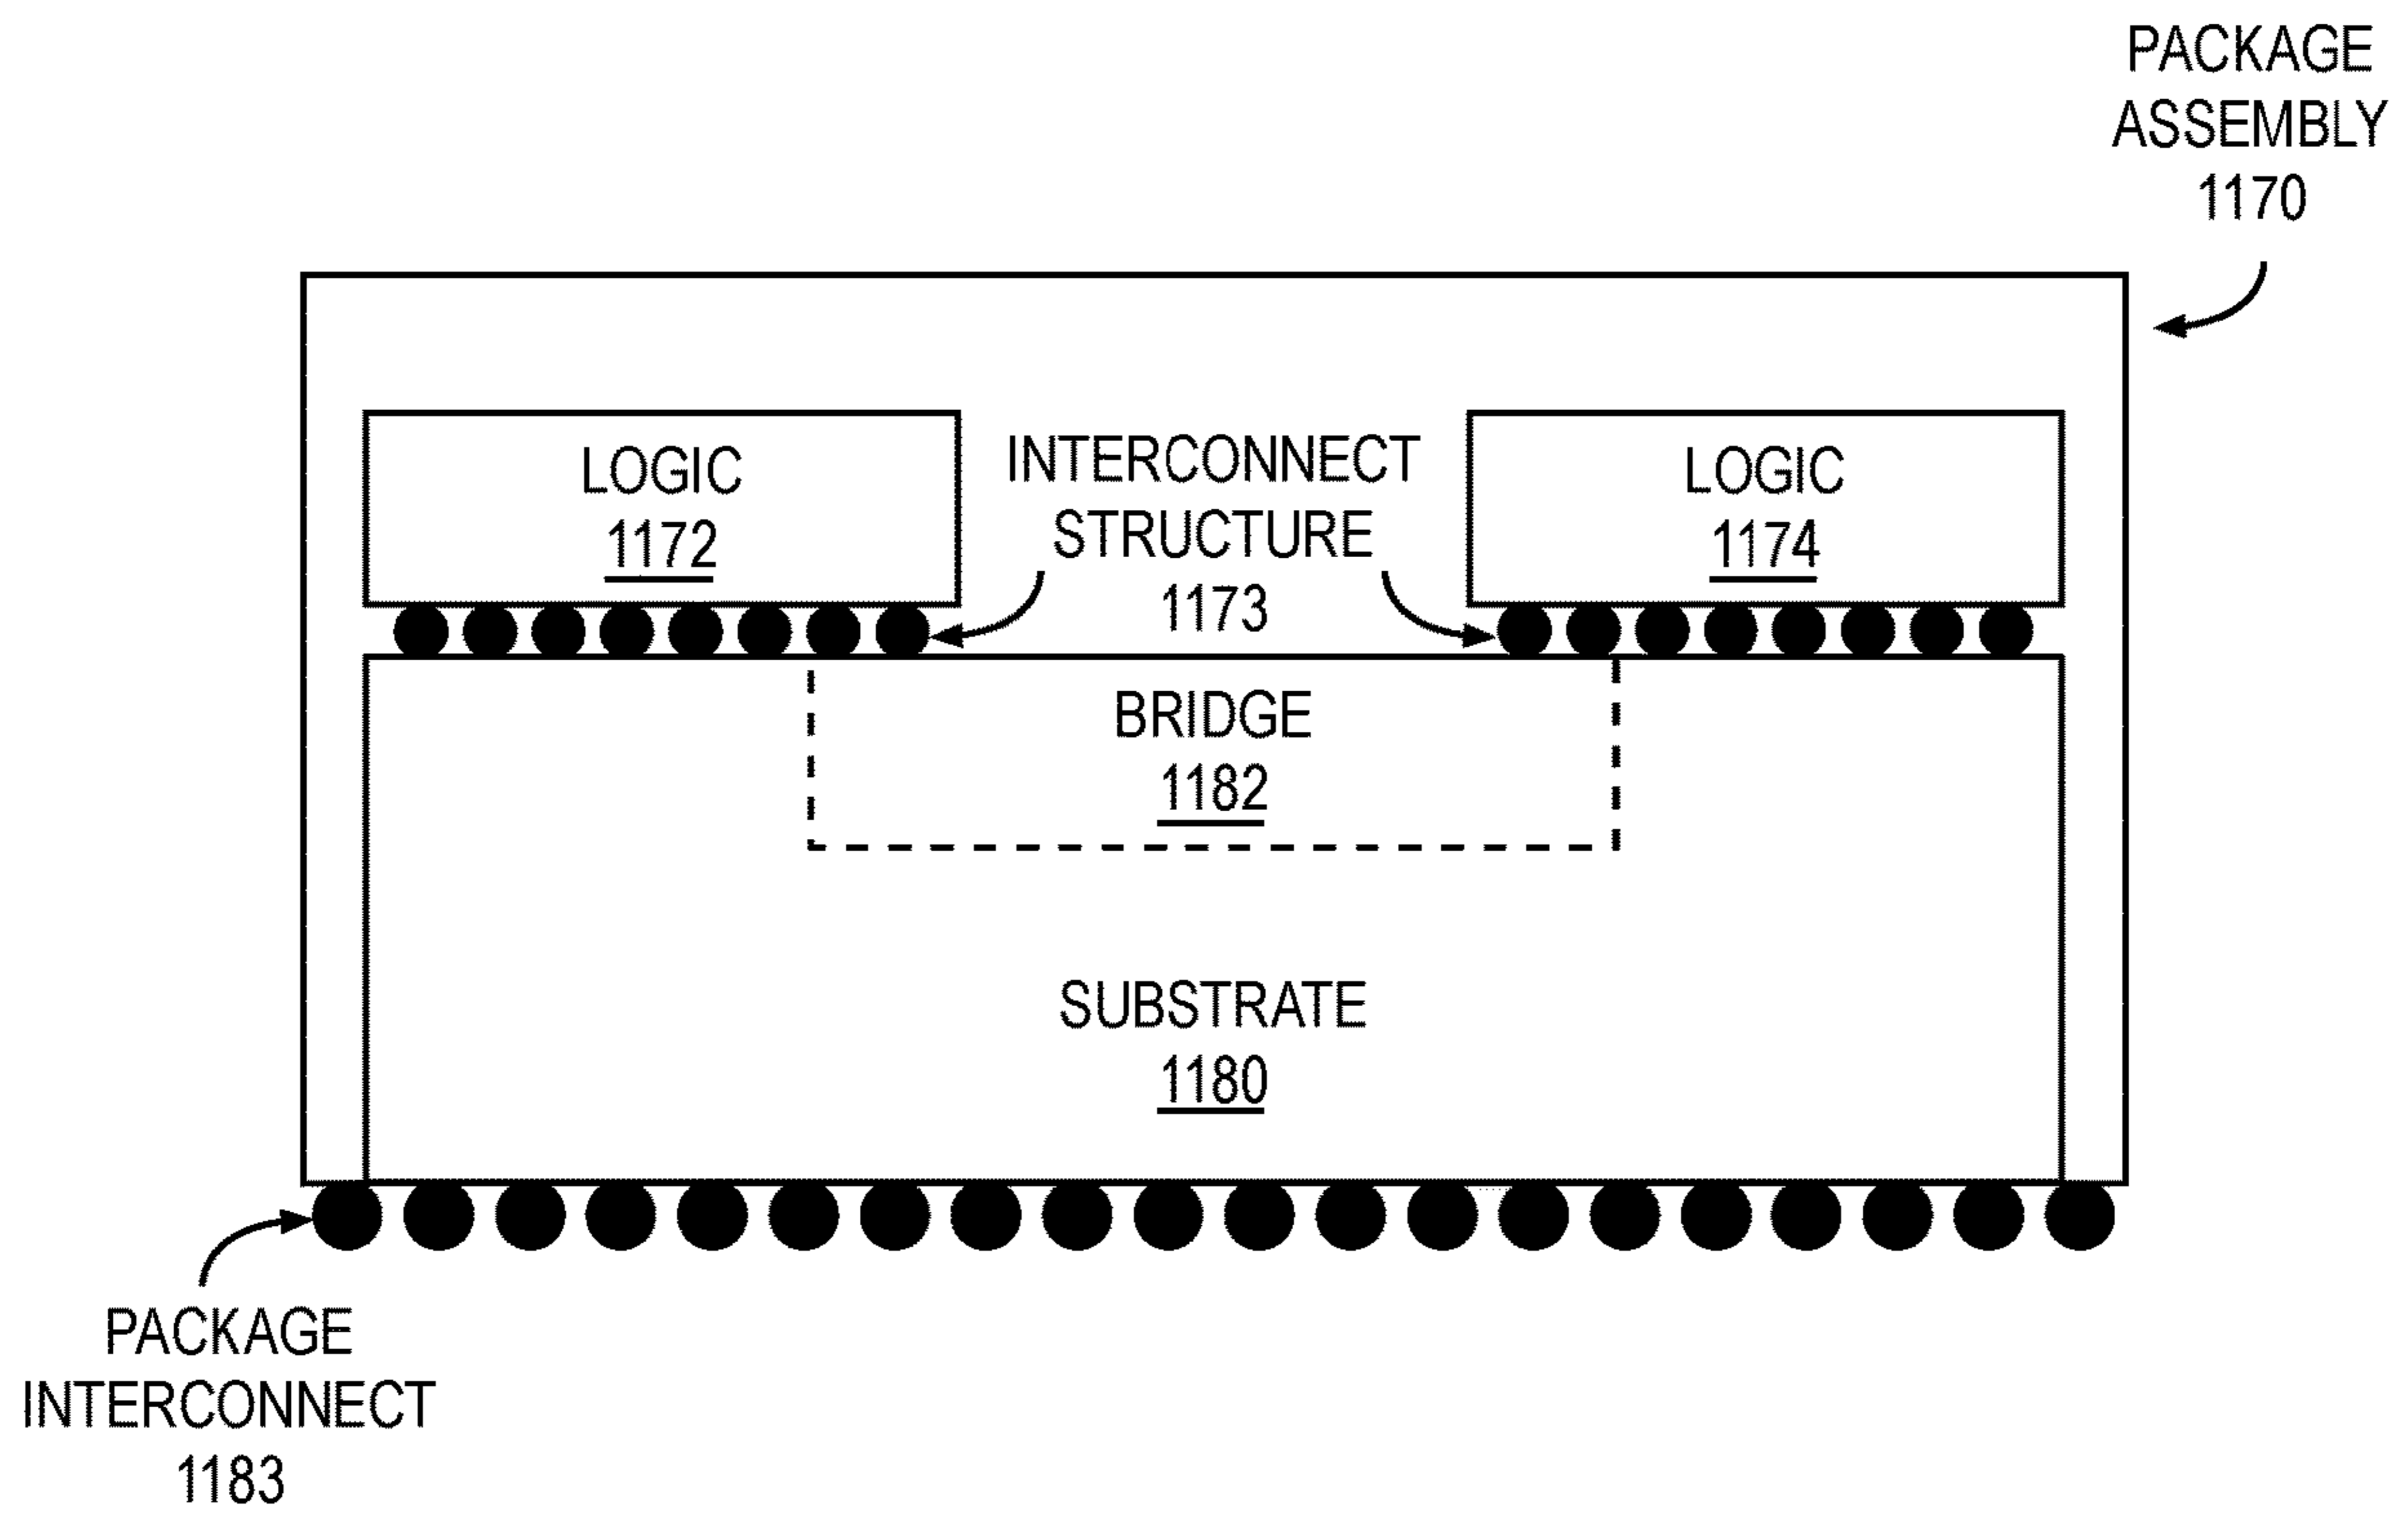 PACKAGE
ASSEMBLY
1170
LOGIC
1172
INTERCONNECT
STRUCTURE
1173
LOGIC
1174
BRIDGE
1182
SUBSTRATE
1180
PACKAGE
INTERCONNECT
1183